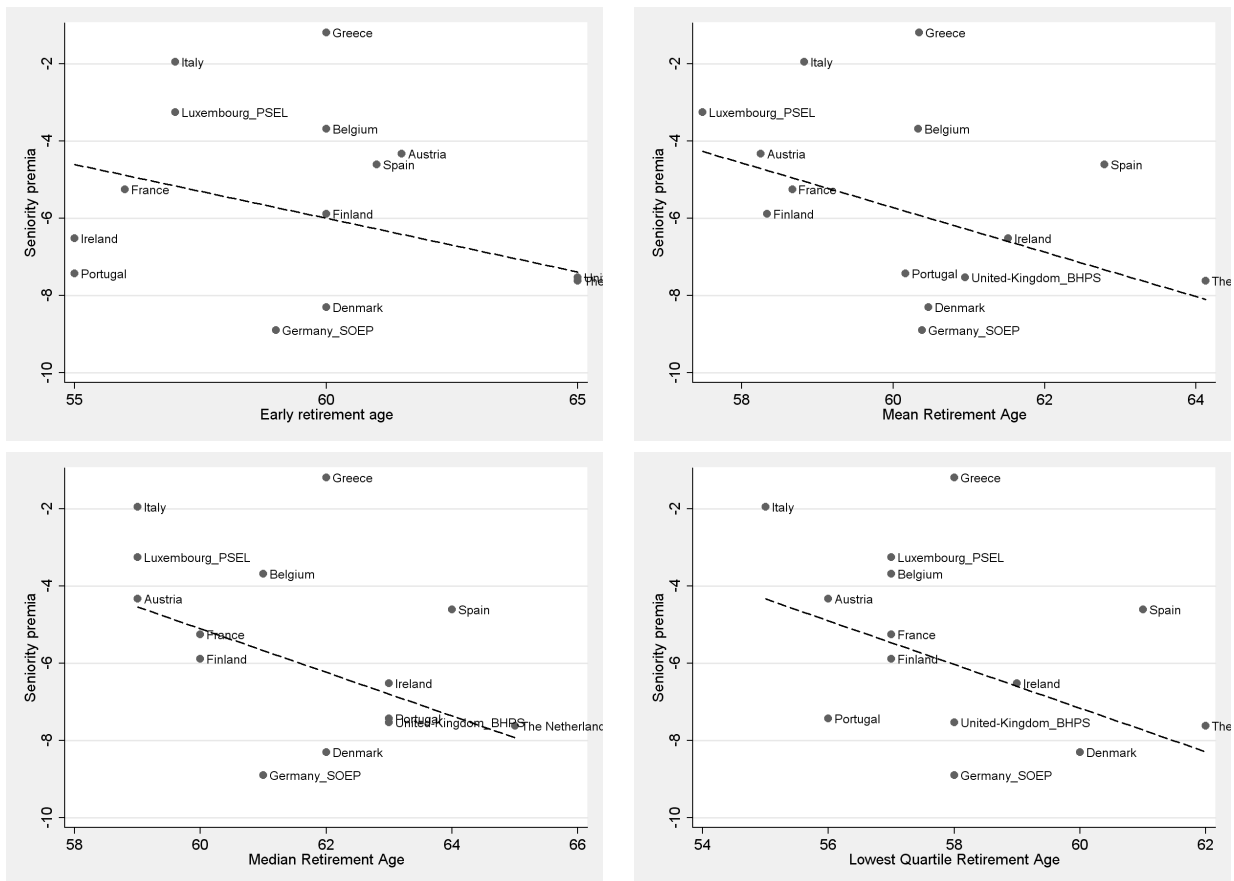 Seniority premia
-2
-4
-6
-8
-10
Greece
Italy
Luxembourg_PSEL
Belgium
Austria
Spain
France
Finland
Ireland
Portugal
Uni
The
Denmark
Germany_SOEP
55
60
65
Early retirement age
Seniority premia
-2
-4
-6
-8
-10
Greece
Italy
Luxembourg_PSEL
Belgium
Austria
Spain
France
Finland
Ireland
Portugal
United-Kingdom_BHPS
The
Denmark
Germany_SOEP
58
60
62
64
Mean Retirement Age
Seniority premia
-2
-4
-6
-8
-10
Greece
Italy
Luxembourg_PSEL
Belgium
Austria
Spain
France
Finland
Ireland
Portugal
United-Kingdom_BHPS
The Netherland
Denmark
Germany_SOEP
58
60
62
64
66
Median Retirement Age
Seniority premia
-2
-4
-6
-8
-10
Greece
Italy
Luxembourg_PSEL
Belgium
Austria
Spain
France
Finland
Ireland
Portugal
United-Kingdom_BHPS
The
Denmark
Germany_SOEP
54
56
58
60
62
Lowest Quartile Retirement Age